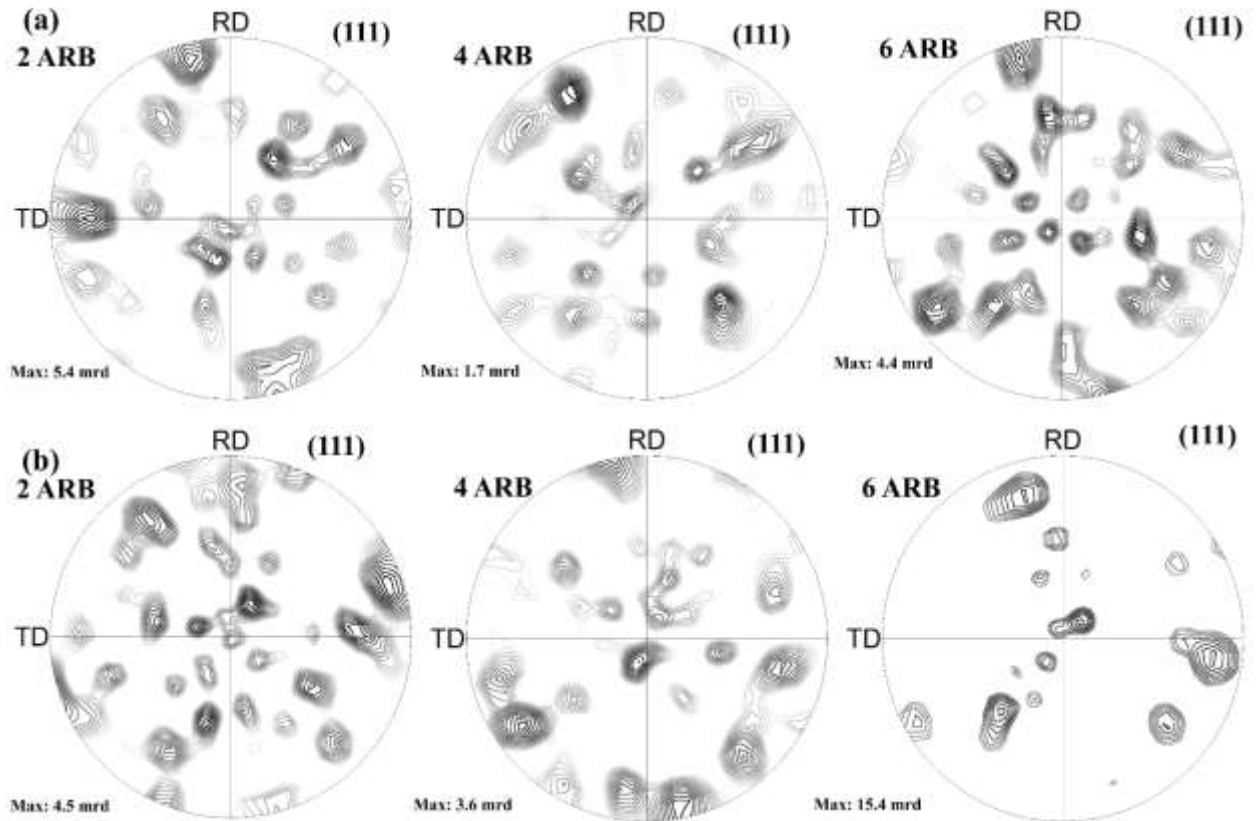 (a)
2 ARB
RD
(111)
TD
Max: 5.4 mrd
4 ARB
RD
(111)
TD
Max: 1.7 mrd
6 ARB
RD
(111)
TD
Max: 4.4 mrd
(b)
2 ARB
RD
(111)
TD
Max: 4.5 mrd
4 ARB
RD
(111)
TD
Max: 3.6 mrd
6 ARB
RD
(111)
TD
Max: 15.4 mrd